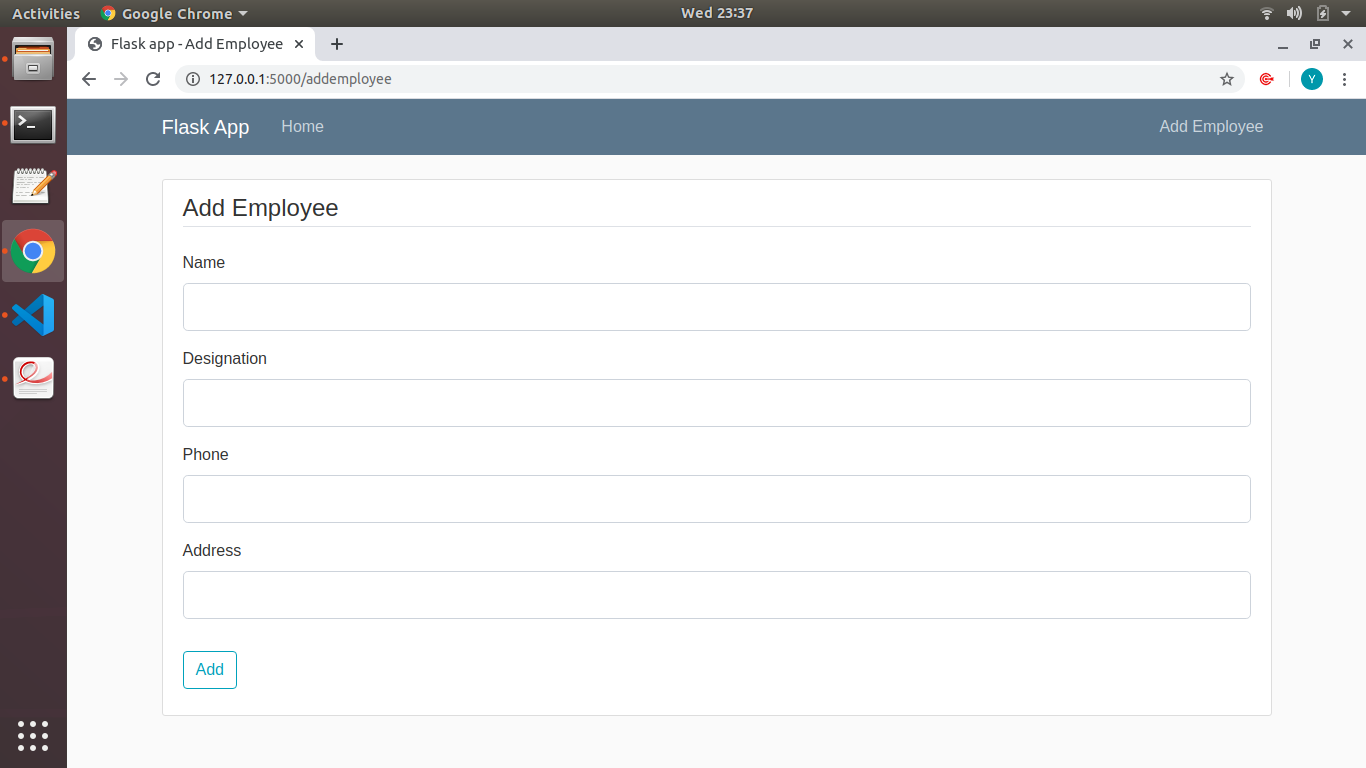 Activities Google Chrome Wed 23:37
Flask app - Add Employee
127.0.0.1:5000/addemployee Y
Flask App Home Add Employee
Add Employee
Name
Designation
Phone
Address
Add